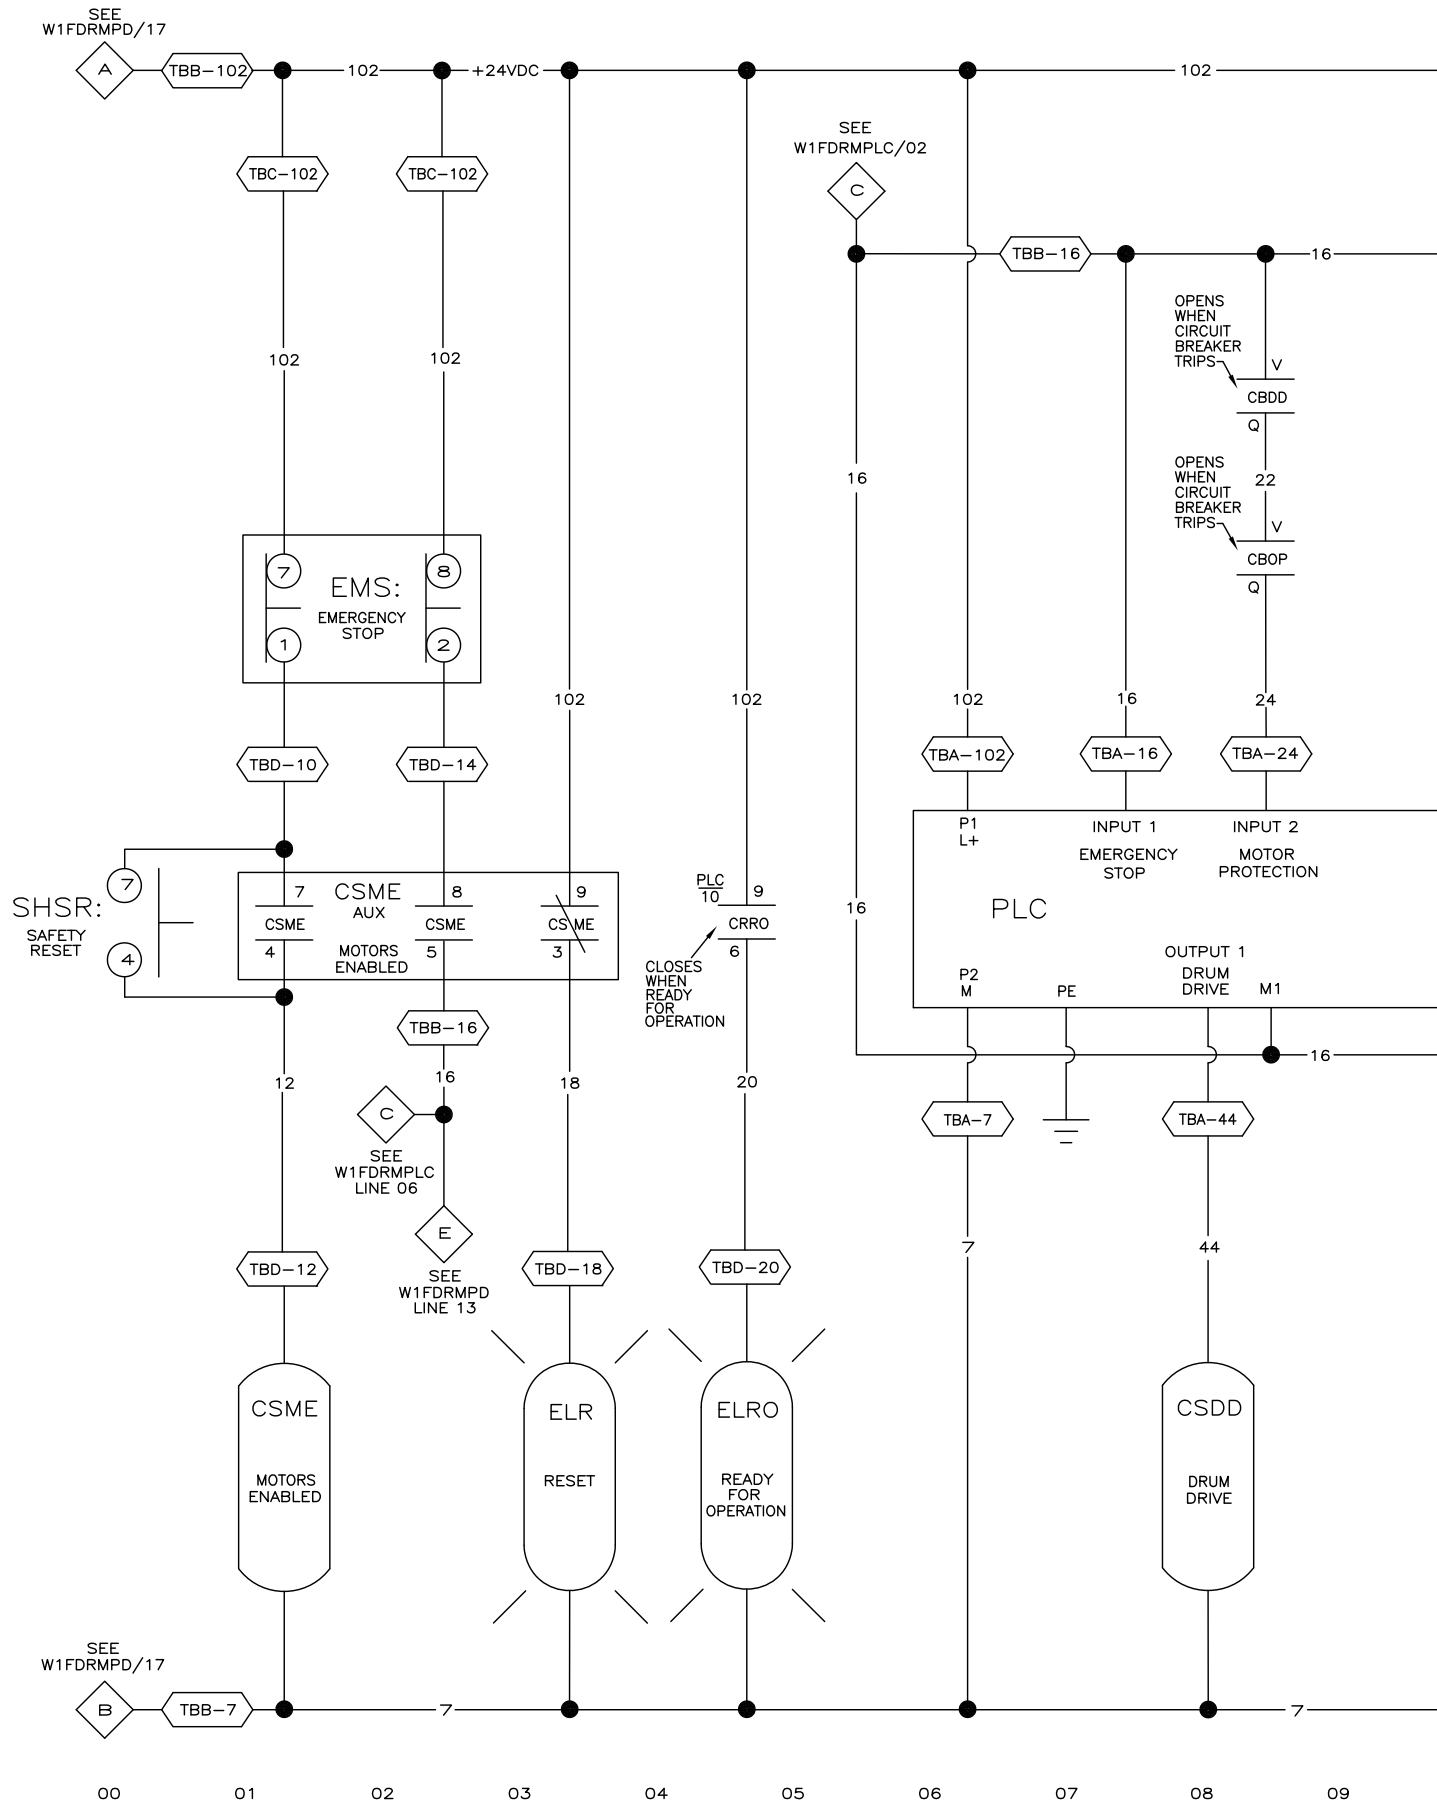 SEE
W1FDRMPD/17
A
TBB-102
102
+24VDC
102
SEE
W1FDRMPLC/02
C
TBC-102
TBC-102
TBB-16
16
OPENS
WHEN
CIRCUIT
BREAKER
TRIPS
V
CBDD
Q
102
102
16
22
OPENS
WHEN
CIRCUIT
BREAKER
TRIPS
V
CBOP
Q
7
8
EMS:
EMERGENCY
STOP
1
2
102
102
102
16
24
TBD-10
TBD-14
TBA-102
TBA-16
TBA-24
P1
L+
INPUT 1
EMERGENCY
STOP
INPUT 2
MOTOR
PROTECTION
SHSR:
SAFETY
RESET
7
4
7
CSME
4
CSME
AUX
MOTORS
ENABLED
8
CSME
5
9
CSME
3
PLC
10
9
CRRO
6
CLOSES
WHEN
READY
FOR
OPERATION
16
PLC
P2
M
PE
OUTPUT 1
DRUM
DRIVE
M1
TBB-16
16
12
16
18
20
C
SEE
W1FDRMPLC
LINE 06
E
SEE
W1FDRMPD
LINE 13
TBA-7
TBA-44
7
44
TBD-12
TBD-18
TBD-20
CSME
MOTORS
ENABLED
ELR
RESET
ELRO
READY
FOR
OPERATION
CSDD
DRUM
DRIVE
SEE
W1FDRMPD/17
B
TBB-7
7
7
00 01 02 03 04 05 06 07 08 09